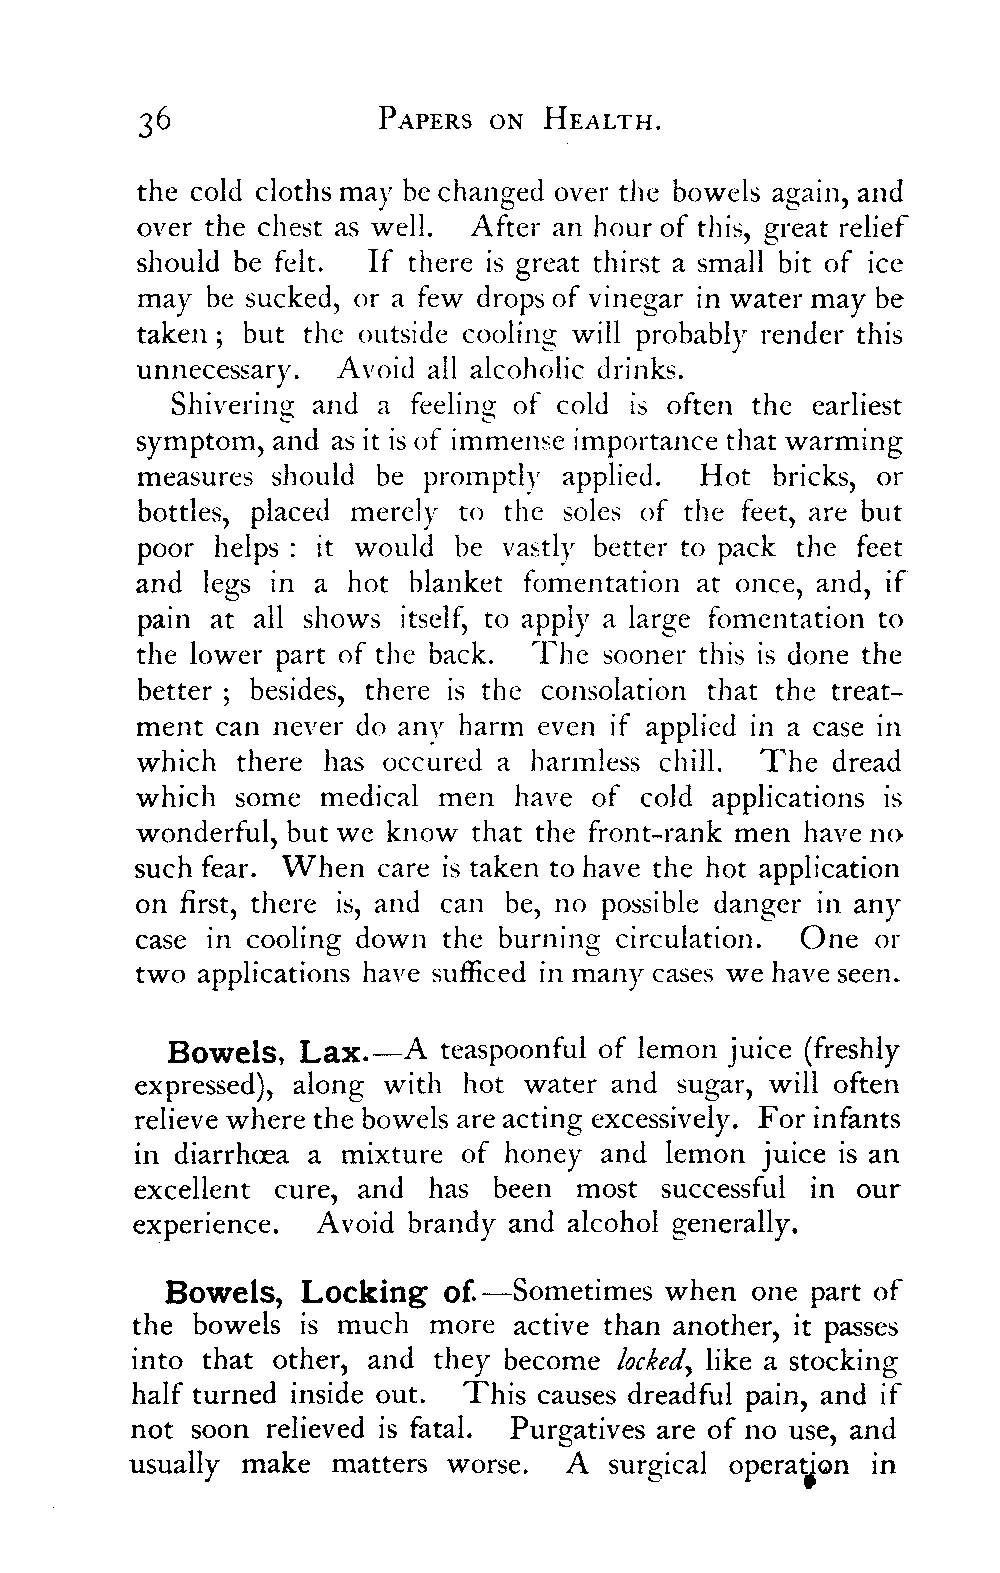 36 PAPERS ON HEALTH.
the cold cloths may be changed over the bowels again, and
over the chest as well. After an hour of this, great relief
should be felt. If there is great thirst a small bit of ice
may be sucked, or a few drops of vinegar in water may be
taken ; but the outside cooling will probably render this
unnecessary. Avoid all alcoholic drinks.
Shivering and a feeling of cold is often the earliest
symptom, and as it is of immense importance that warming
measures should be promptly applied. Hot bricks, or
bottles, placed merely to the soles of the feet, are but
poor helps : it would be vastly better to pack the feet
and legs in a hot blanket fomentation at once, and, if
pain at all shows itself, to apply a large fomentation to
the lower part of the back. The sooner this is done the
better ; besides, there is the consolation that the treat-
ment can never do any harm even if applied in a case in
which there has occured a harmless chill. The dread
which some medical men have of cold applications is
wonderful, but we know that the front-rank men have no
such fear. When care is taken to have the hot application
on first, there is, and can be, no possible danger in any
case in cooling down the burning circulation. One or
two applications have sufficed in many cases we have seen.
Bowels, Lax.—A teaspoonful of lemon juice (freshly
expressed), along with hot water and sugar, will often
relieve where the bowels are acting excessively. For infants
in diarrhœa a mixture of honey and lemon juice is an
excellent cure, and has been most successful in our
experience. Avoid brandy and alcohol generally.
Bowels, Locking of.—Sometimes when one part of
the bowels is much more active than another, it passes
into that other, and they become locked, like a stocking
half turned inside out. This causes dreadful pain, and if
not soon relieved is fatal. Purgatives are of no use, and
usually make matters worse. A surgical operation in